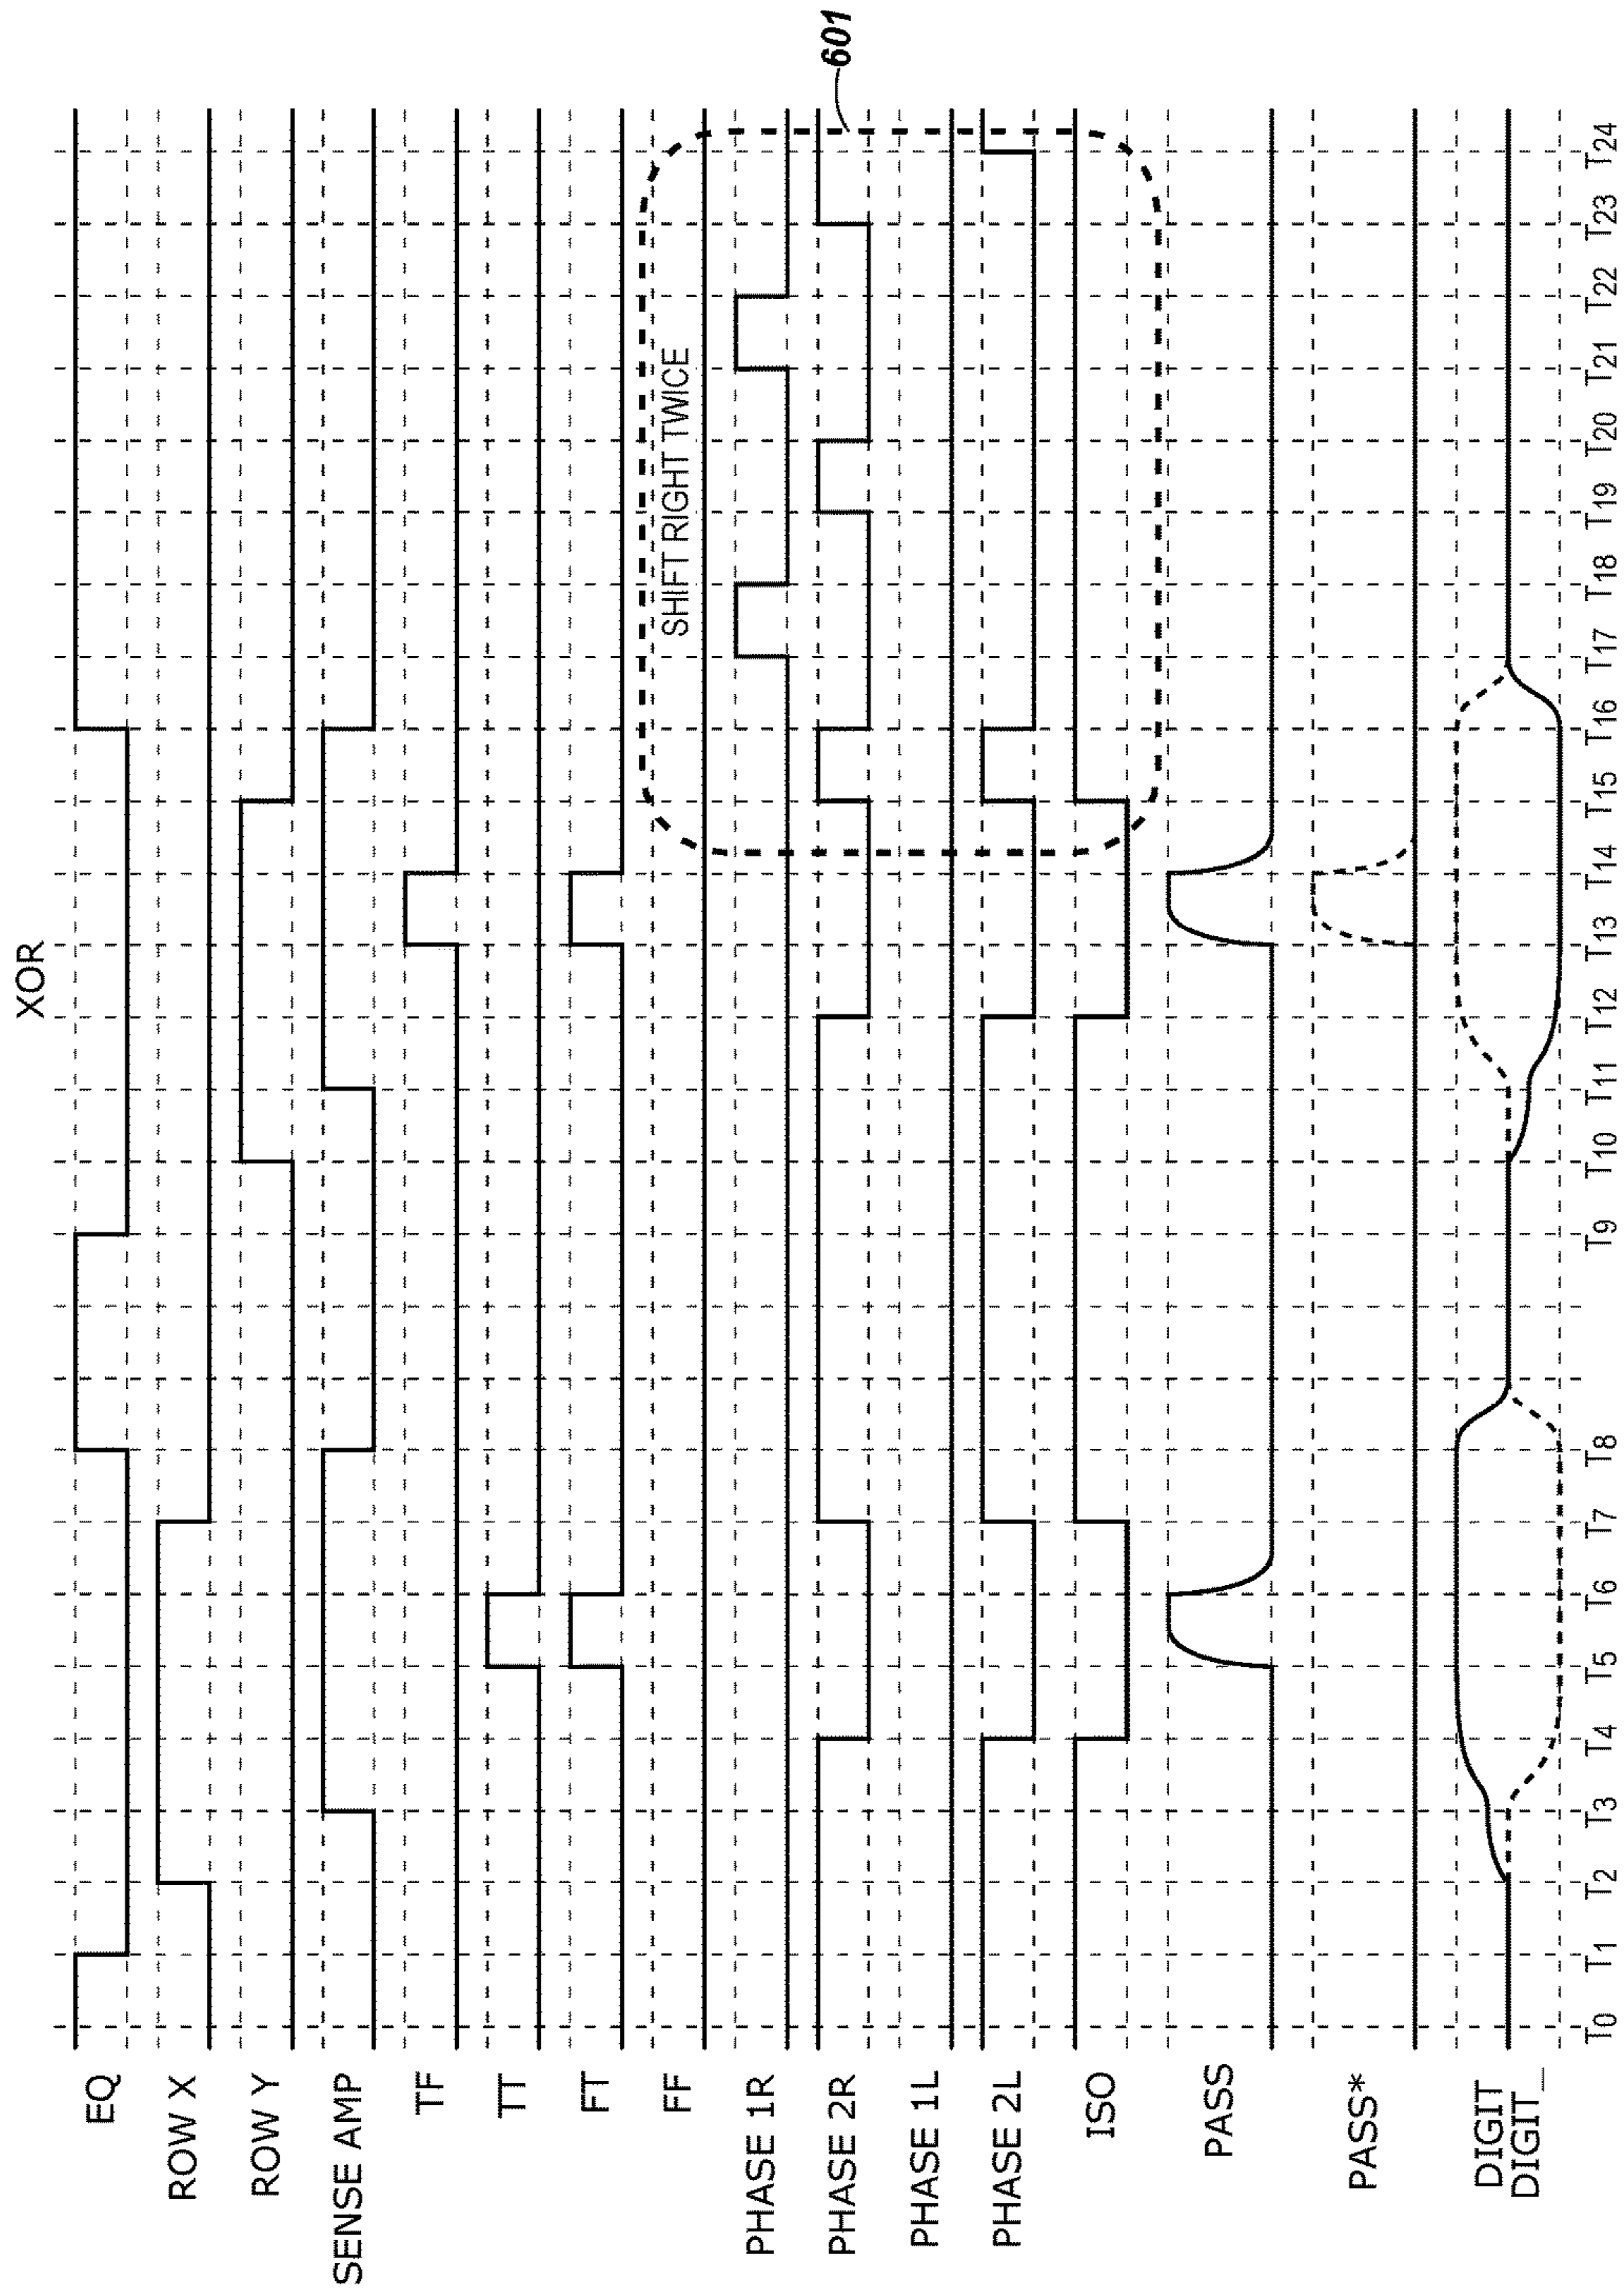 XOR
EQ
ROW X
ROW Y
SENSE AMP
TF
TT
FT
FF
SHIFT RIGHT TWICE
PHASE 1R
PHASE 2R
601
PHASE 1L
PHASE 2L
ISO
PASS
PASS*
DIGIT
DIGIT_
T0 T1 T2 T3 T4 T5 T6 T7 T8 T9 T10 T11 T12 T13 T14 T15 T16 T17 T18 T19 T20 T21 T22 T23 T24